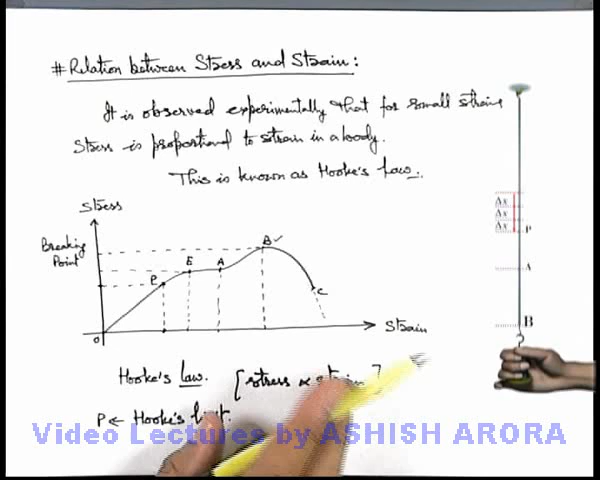 # Relation between Stress and Strain:
It is observed experimentally that for small strains
stress is proportional to strain in a body.
This is known as Hooke's law.
Stress
Breaking Point
P
E
A
B ✓
C
O
Strain
Δx
Δx
Δx
P
A
B
Hooke's law. [stress ∝ strain]
P ← Hooke's limit.
Video Lectures by ASHISH ARORA